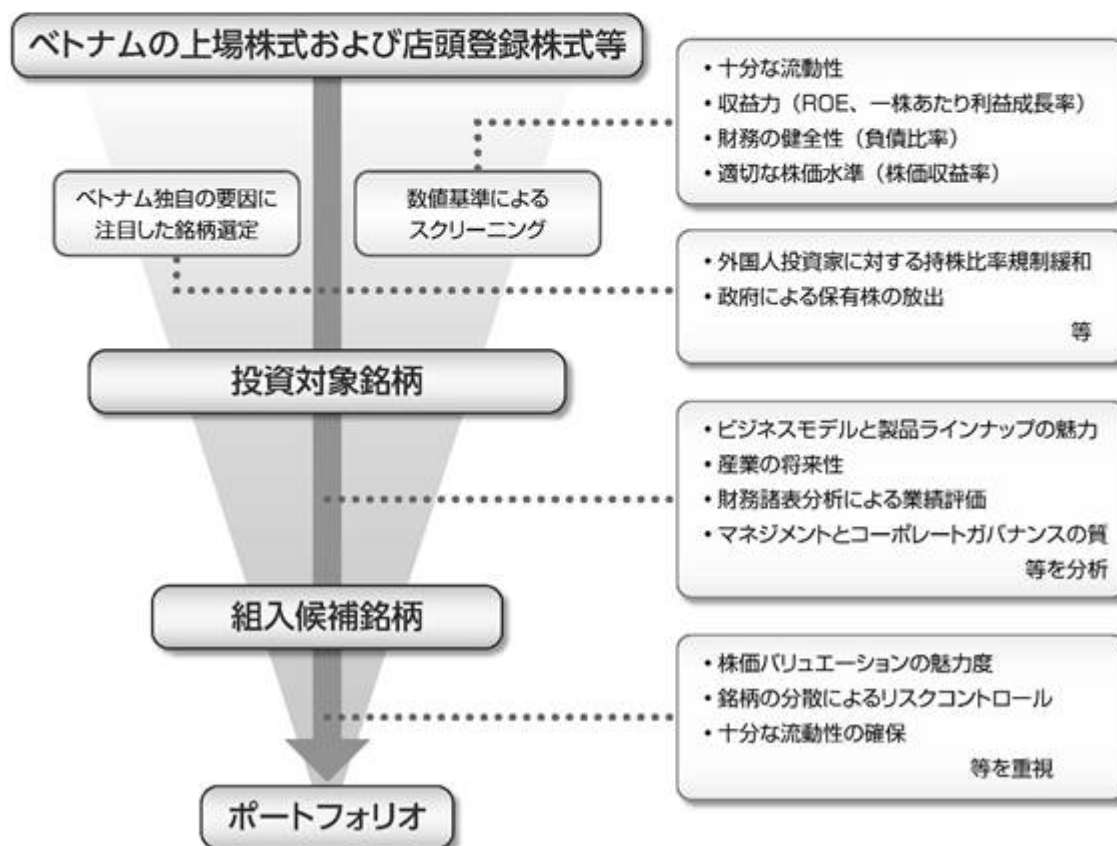 ベトナムの上場株式および店頭登録株式等
・十分な流動性
・収益力（ROE、一株あたり利益成長率）
・財務の健全性（負債比率）
・適切な株価水準（株価収益率）
ベトナム独自の要因に
注目した銘柄選定
数値基準による
スクリーニング
・外国人投資家に対する持株比率規制緩和
・政府による保有株の放出
等
投資対象銘柄
・ビジネスモデルと製品ラインナップの魅力
・産業の将来性
・財務諸表分析による業績評価
・マネジメントとコーポレートガバナンスの質
等を分析
組入候補銘柄
・株価バリュエーションの魅力度
・銘柄の分散によるリスクコントロール
・十分な流動性の確保
等を重視
ポートフォリオ